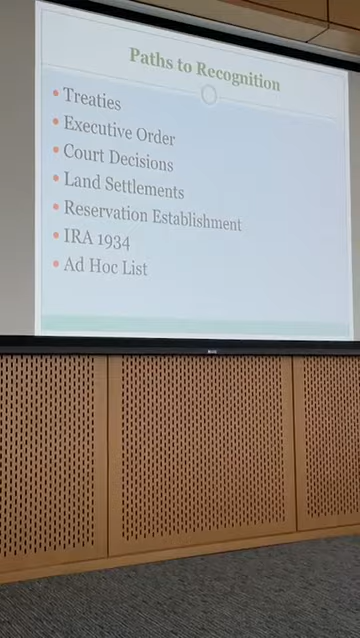 Paths to Recognition
Treaties
Executive Order
Court Decisions
Land Settlements
Reservation Establishment
IRA 1934
Ad Hoc List